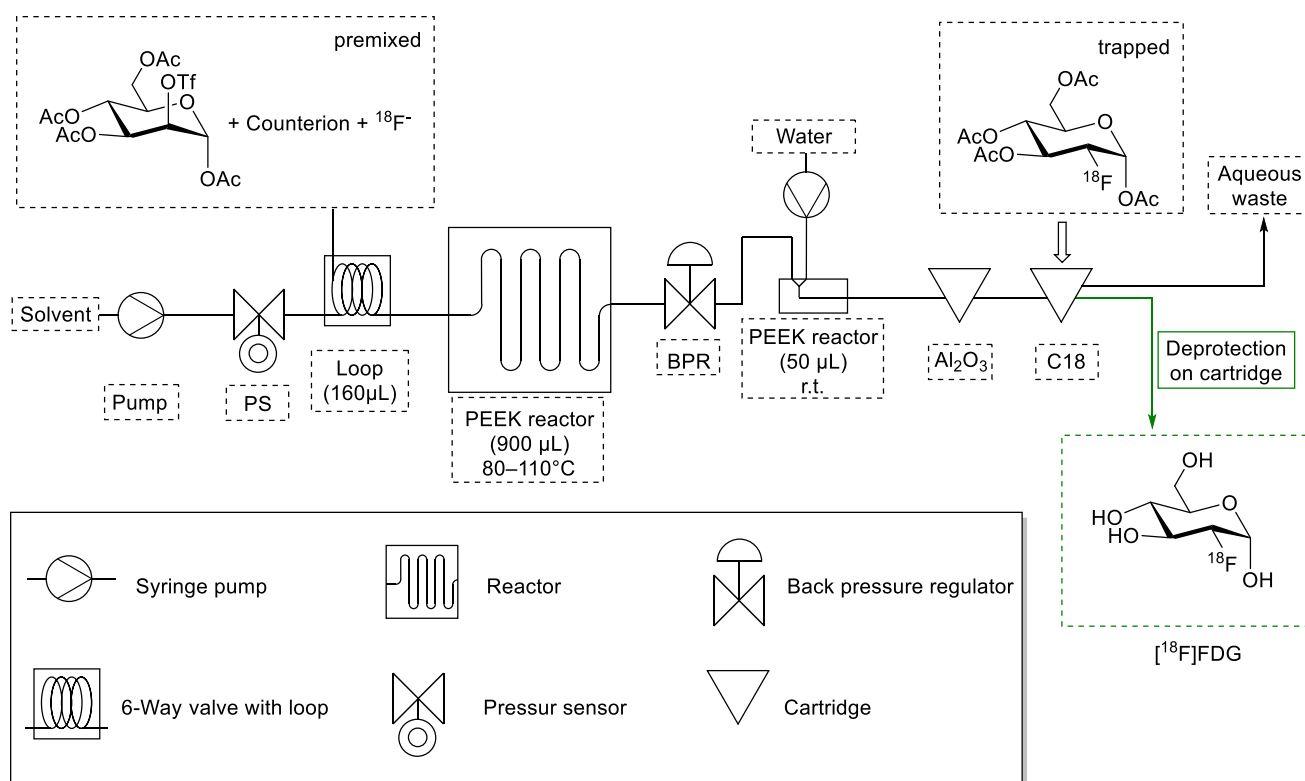 premixed
OAc
OTf
O
AcO
AcO
OAc
+ Counterion + ¹⁸F⁻
Water
trapped
OAc
O
AcO
AcO
¹⁸F
OAc
Aqueous
waste
Solvent
Pump
PS
Loop
(160µL)
PEEK reactor
(900 µL)
80–110°C
BPR
PEEK reactor
(50 µL)
r.t.
Al₂O₃
C18
Deprotection
on cartridge
OH
O
HO
HO
¹⁸F
OH
[¹⁸F]FDG
Syringe pump
Reactor
Back pressure regulator
6-Way valve with loop
Pressur sensor
Cartridge